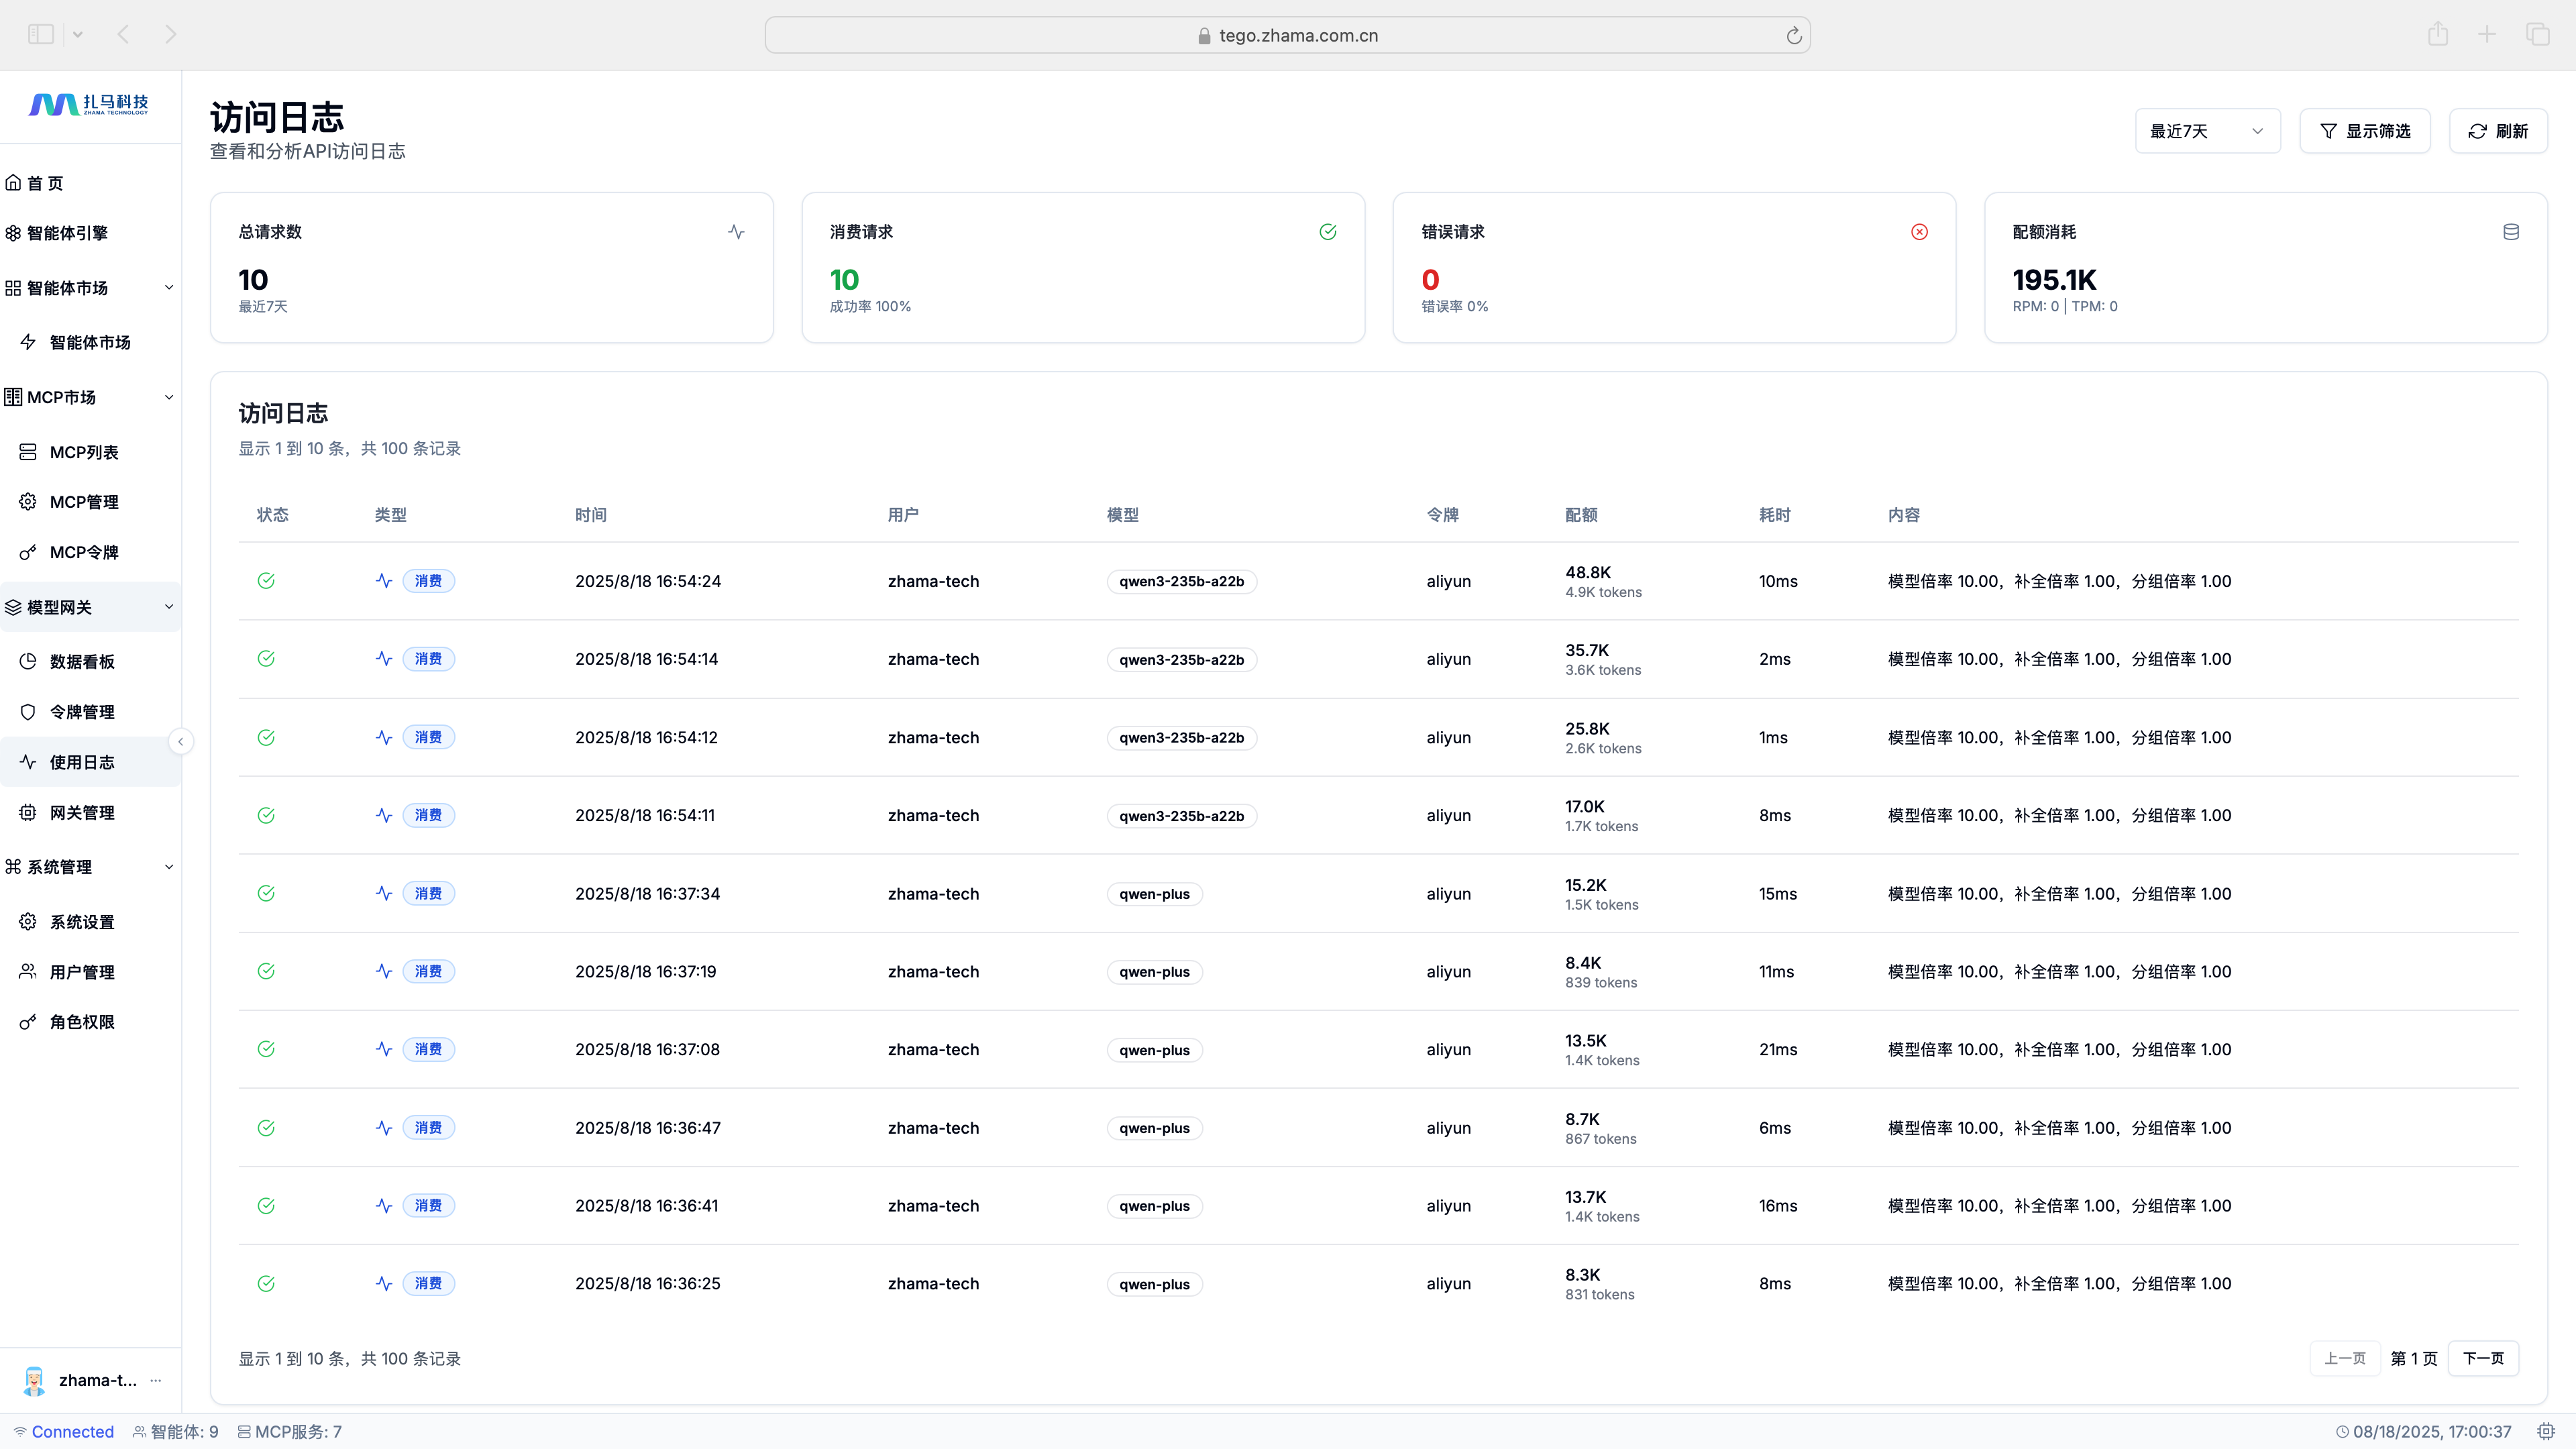 tego.zhama.com.cn
扎马科技
ZHAMA TECHNOLOGY
首 页
智能体引擎
智能体市场
智能体市场
MCP市场
MCP列表
MCP管理
MCP令牌
模型网关
数据看板
令牌管理
使用日志
网关管理
系统管理
系统设置
用户管理
角色权限
zhama-t... ...
访问日志
查看和分析API访问日志
最近7天 显示筛选 刷新
总请求数
10
最近7天
消费请求
10
成功率 100%
错误请求
0
错误率 0%
配额消耗
195.1K
RPM: 0 | TPM: 0
访问日志
显示 1 到 10 条，共 100 条记录
状态 类型 时间 用户 模型 令牌 配额 耗时 内容
消费 2025/8/18 16:54:24 zhama-tech qwen3-235b-a22b aliyun 48.8K 10ms 模型倍率 10.00，补全倍率 1.00，分组倍率 1.00
4.9K tokens
消费 2025/8/18 16:54:14 zhama-tech qwen3-235b-a22b aliyun 35.7K 2ms 模型倍率 10.00，补全倍率 1.00，分组倍率 1.00
3.6K tokens
消费 2025/8/18 16:54:12 zhama-tech qwen3-235b-a22b aliyun 25.8K 1ms 模型倍率 10.00，补全倍率 1.00，分组倍率 1.00
2.6K tokens
消费 2025/8/18 16:54:11 zhama-tech qwen3-235b-a22b aliyun 17.0K 8ms 模型倍率 10.00，补全倍率 1.00，分组倍率 1.00
1.7K tokens
消费 2025/8/18 16:37:34 zhama-tech qwen-plus aliyun 15.2K 15ms 模型倍率 10.00，补全倍率 1.00，分组倍率 1.00
1.5K tokens
消费 2025/8/18 16:37:19 zhama-tech qwen-plus aliyun 8.4K 11ms 模型倍率 10.00，补全倍率 1.00，分组倍率 1.00
839 tokens
消费 2025/8/18 16:37:08 zhama-tech qwen-plus aliyun 13.5K 21ms 模型倍率 10.00，补全倍率 1.00，分组倍率 1.00
1.4K tokens
消费 2025/8/18 16:36:47 zhama-tech qwen-plus aliyun 8.7K 6ms 模型倍率 10.00，补全倍率 1.00，分组倍率 1.00
867 tokens
消费 2025/8/18 16:36:41 zhama-tech qwen-plus aliyun 13.7K 16ms 模型倍率 10.00，补全倍率 1.00，分组倍率 1.00
1.4K tokens
消费 2025/8/18 16:36:25 zhama-tech qwen-plus aliyun 8.3K 8ms 模型倍率 10.00，补全倍率 1.00，分组倍率 1.00
831 tokens
显示 1 到 10 条，共 100 条记录
上一页 第 1 页 下一页
Connected 智能体: 9 MCP服务: 7 08/18/2025, 17:00:37